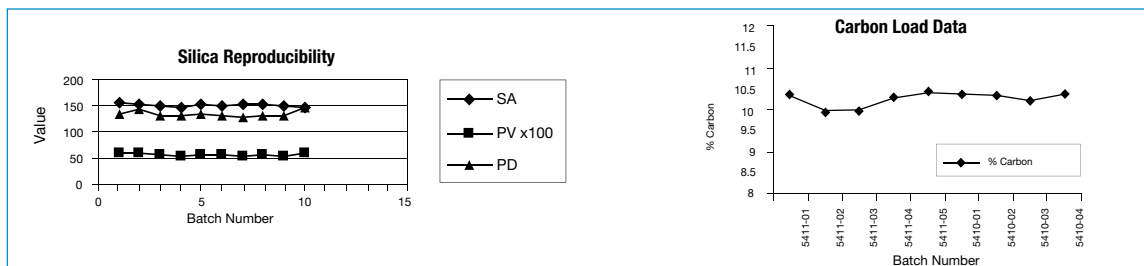 Silica Reproducibility
200
150
100
50
0
Value
0 5 10 15
Batch Number
SA
PV x100
PD
Carbon Load Data
12
11.5
11
10.5
10
9.5
9
8.5
8
% Carbon
% Carbon
5411-01
5411-02
5411-03
5411-04
5411-05
5410-01
5410-02
5410-03
5410-04
Batch Number